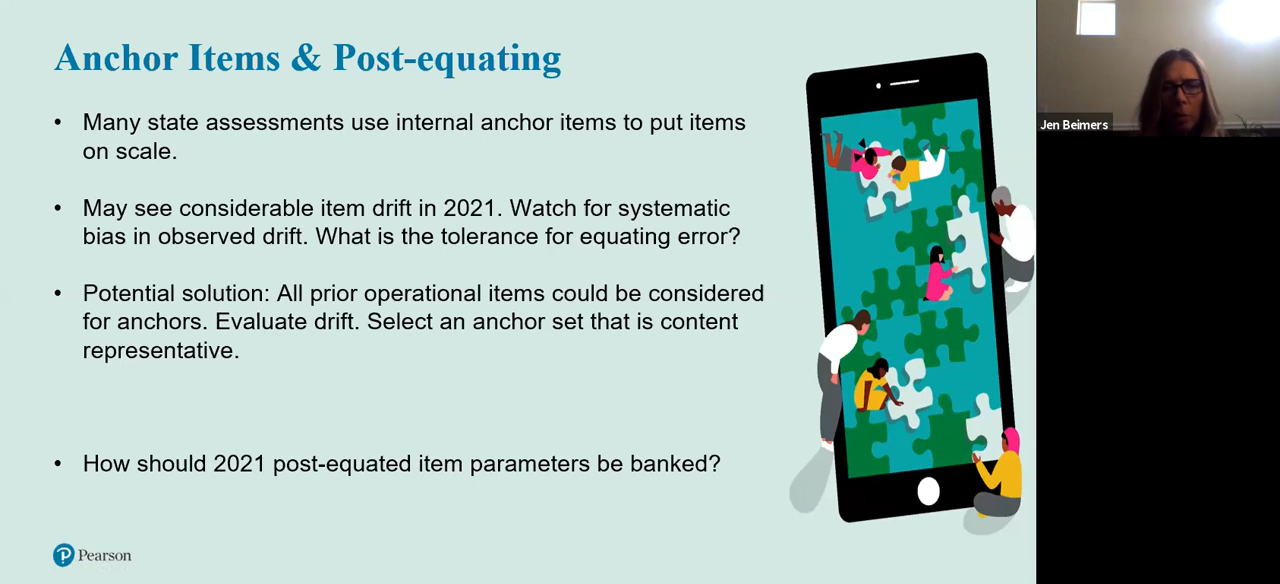 Anchor Items & Post-equating
• Many state assessments use internal anchor items to put items
on scale.
• May see considerable item drift in 2021. Watch for systematic
bias in observed drift. What is the tolerance for equating error?
• Potential solution: All prior operational items could be considered
for anchors. Evaluate drift. Select an anchor set that is content
representative.
• How should 2021 post-equated item parameters be banked?
P Pearson
Jen Beimers